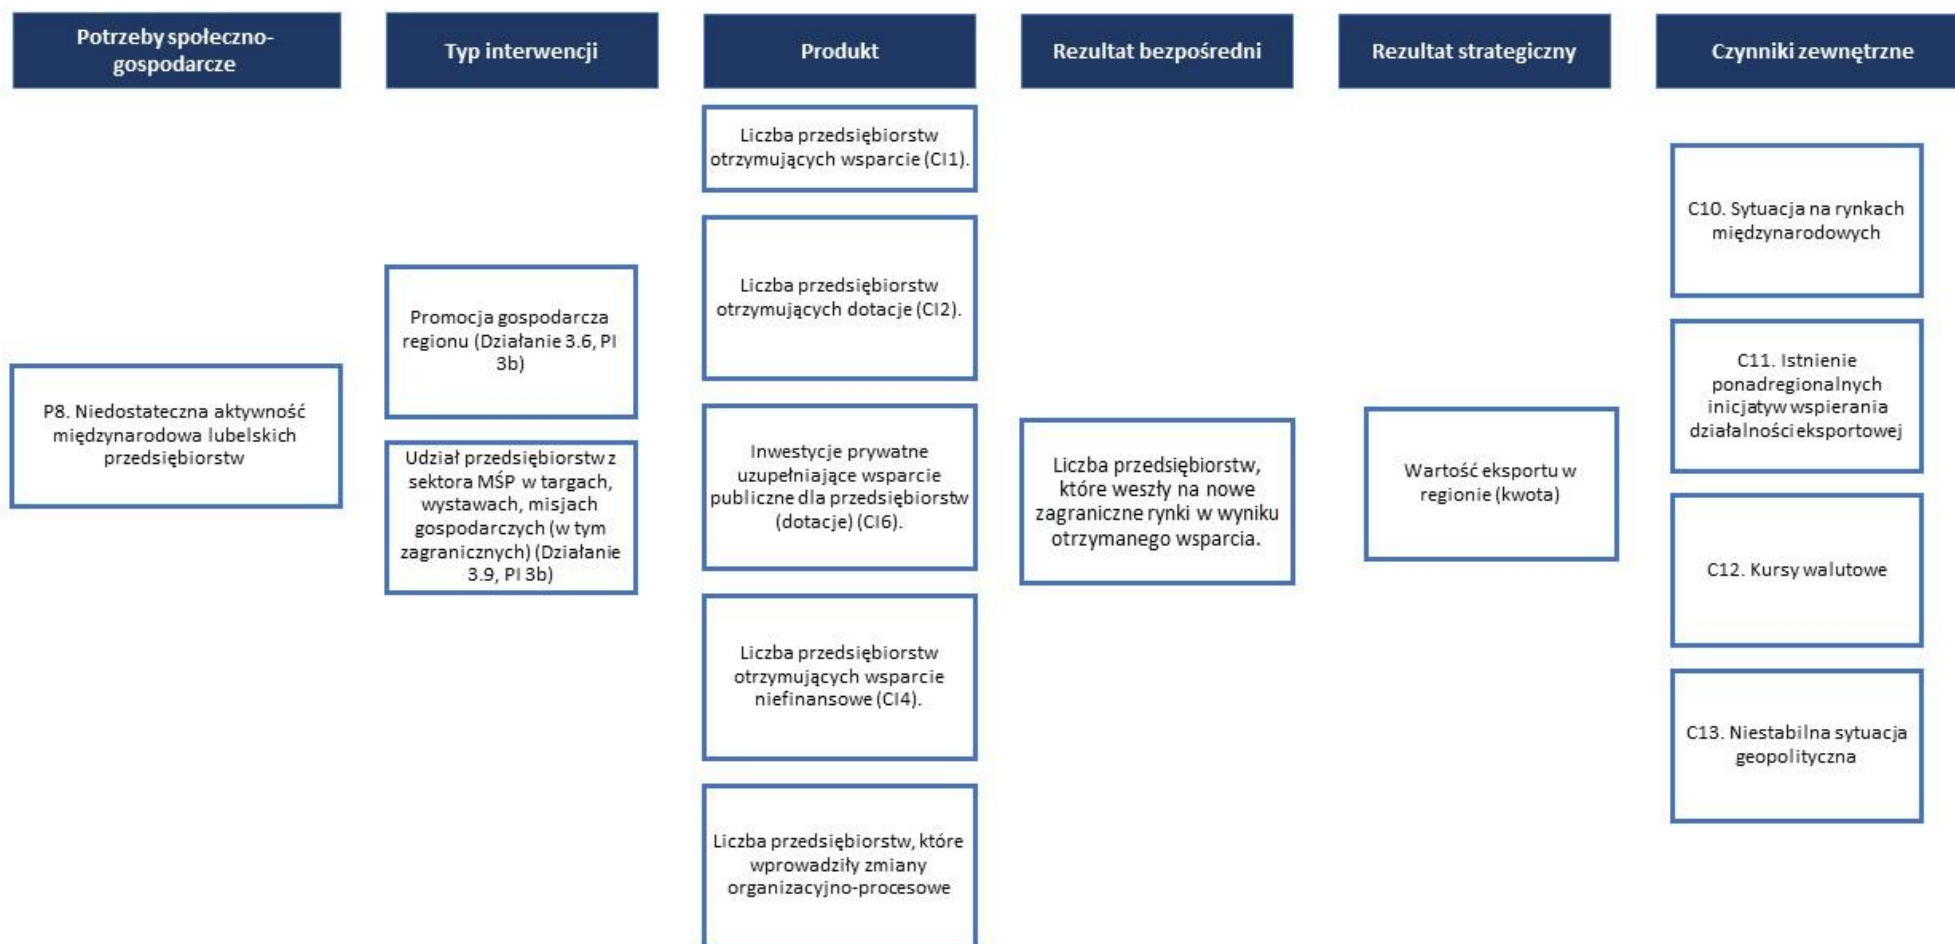 Potrzeby społeczno-
gospodarcze
Typ interwencji
Produkt
Rezultat bezpośredni
Rezultat strategiczny
Czynniki zewnętrzne
P8. Niedostateczna aktywność
międzynarodowa lubelskich
przedsiębiorstw
Promocja gospodarcza
regionu (Działanie 3.6, PI
3b)
Udział przedsiębiorstw z
sektora MŚP w targach,
wystawach, misjach
gospodarczych (w tym
zagranicznych) (Działanie
3.9, PI 3b)
Liczba przedsiębiorstw
otrzymujących wsparcie (CI1).
Liczba przedsiębiorstw
otrzymujących dotacje (CI2).
Inwestycje prywatne
uzupełniające wsparcie
publiczne dla przedsiębiorstw
(dotacje) (CI6).
Liczba przedsiębiorstw
otrzymujących wsparcie
niefinansowe (CI4).
Liczba przedsiębiorstw, które
wprowadziły zmiany
organizacyjno-procesowe
Liczba przedsiębiorstw,
które weszły na nowe
zagraniczne rynki w wyniku
otrzymanego wsparcia.
Wartość eksportu w
regionie (kwota)
C10. Sytuacja na rynkach
międzynarodowych
C11. Istnienie
ponadregionalnych
inicjatyw wspierania
działalności eksportowej
C12. Kursy walutowe
C13. Niestabilna sytuacja
geopolityczna